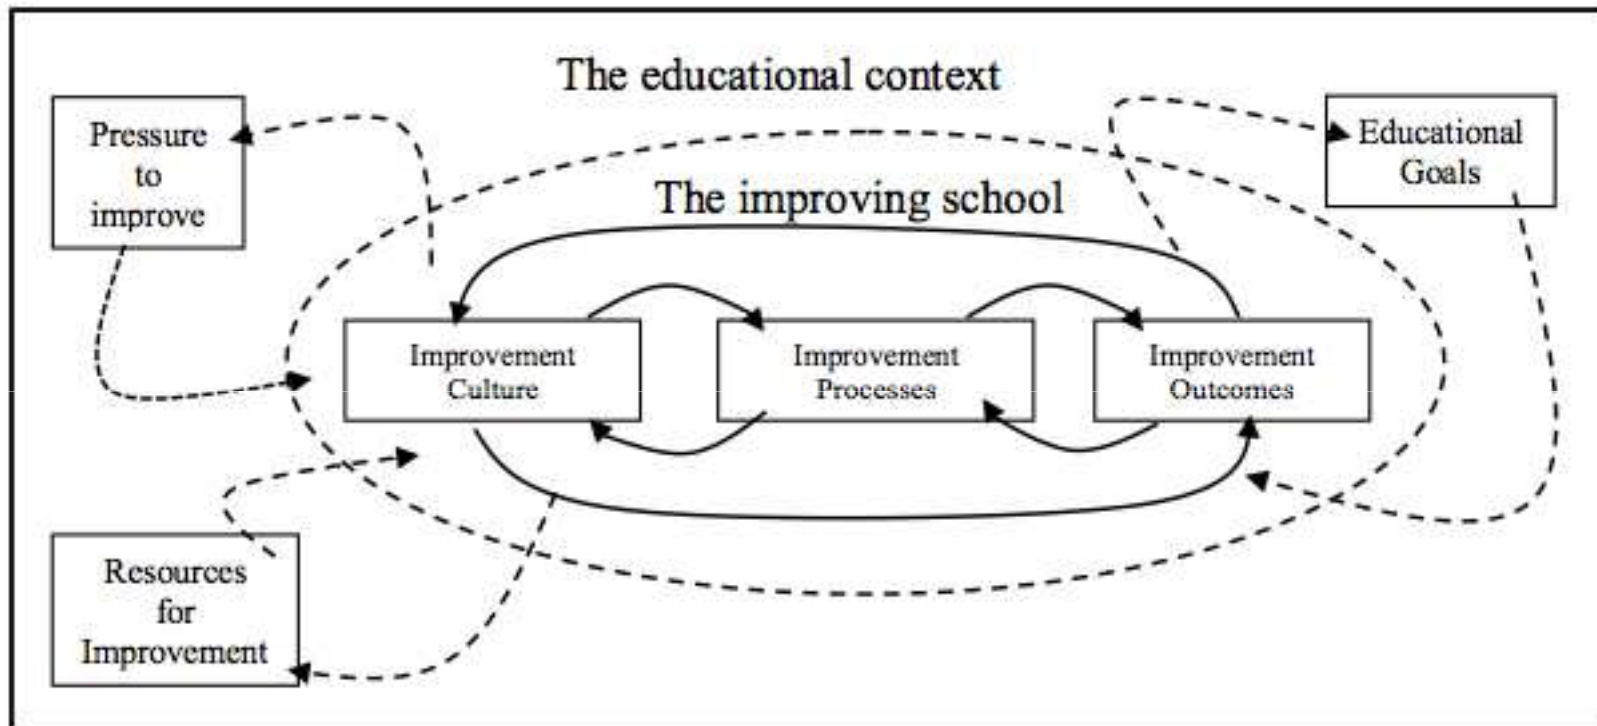 The educational context
Pressure
to
improve
Educational
Goals
The improving school
Improvement
Culture
Improvement
Processes
Improvement
Outcomes
Resources
for
Improvement